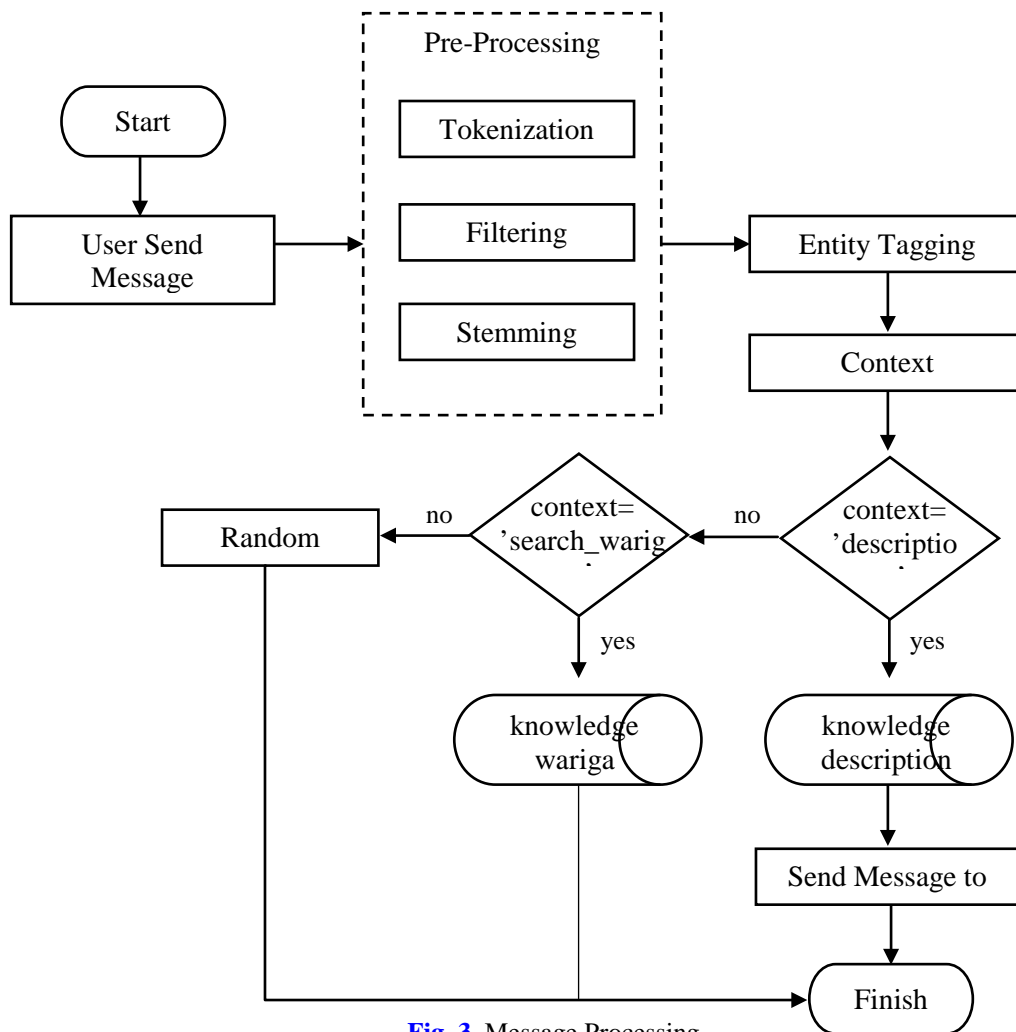 Pre-Processing
Start
Tokenization
User Send
Message
Filtering
Entity Tagging
Stemming
Context
context=
’descriptio
’
no
context=
’search_warig
’
no
Random
yes
yes
knowledge
wariga
knowledge
description
Send Message to
Finish
Fig. 3. Message Processing